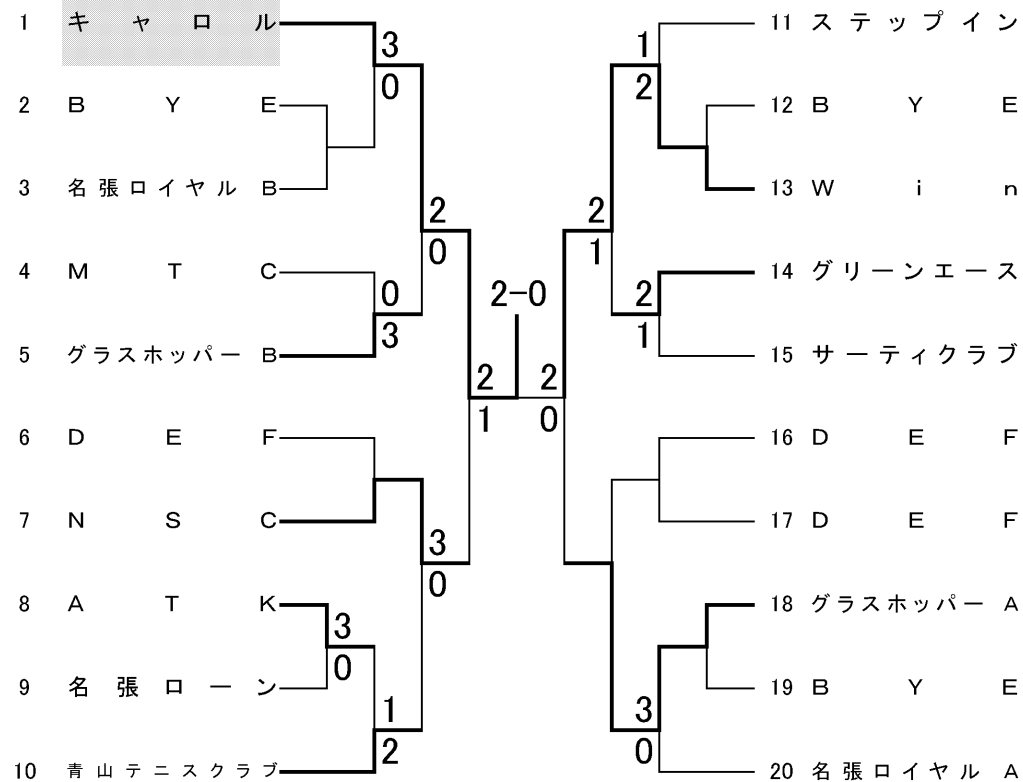 1 キャロル
2 BYE
3 名張ロイヤル B
4 MTC
5 グラスホッパー B
6 DEF
7 NSC
8 ATK
9 名張ローン
10 青山テニスクラブ
3
0
2
0
0
3
3
0
3
0
1
2
2
1
2-0
2
0
1
2
2
1
2
1
3
0
11 ステップイン
12 BYE
13 Win
14 グリーンエース
15 サーティクラブ
16 DEF
17 DEF
18 グラスホッパー A
19 BYE
20 名張ロイヤル A